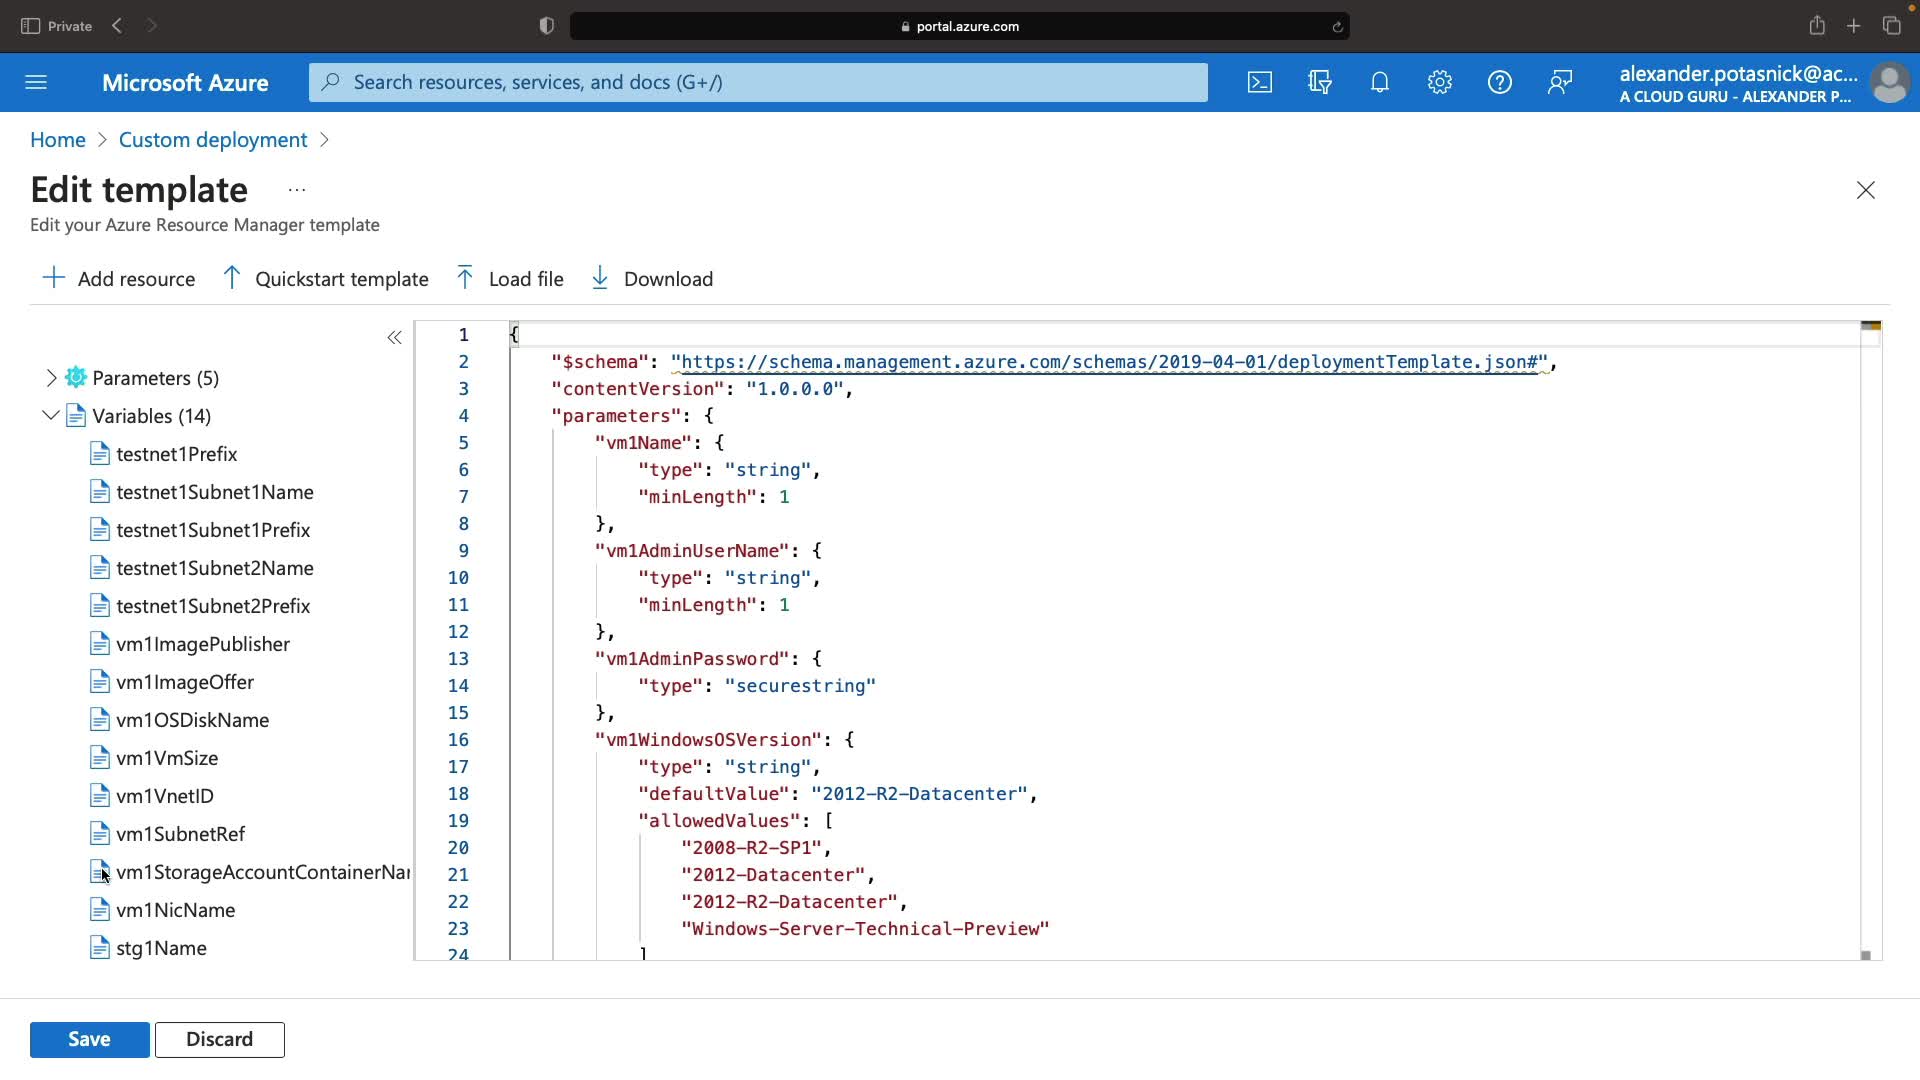 Private
portal.azure.com
Microsoft Azure
Search resources, services, and docs (G+/)
alexander.potasnick@ac...
A CLOUD GURU - ALEXANDER P...
Home > Custom deployment >
Edit template ...
Edit your Azure Resource Manager template
Add resource
Quickstart template
Load file
Download
Parameters (5)
Variables (14)
testnet1Prefix
testnet1Subnet1Name
testnet1Subnet1Prefix
testnet1Subnet2Name
testnet1Subnet2Prefix
vm1ImagePublisher
vm1ImageOffer
vm1OSDiskName
vm1VmSize
vm1VnetID
vm1SubnetRef
vm1StorageAccountContainerNar
vm1NicName
stg1Name
1 {
2 "$schema": "https://schema.management.azure.com/schemas/2019-04-01/deploymentTemplate.json#",
3 "contentVersion": "1.0.0.0",
4 "parameters": {
5 "vm1Name": {
6 "type": "string",
7 "minLength": 1
8 },
9 "vm1AdminUserName": {
10 "type": "string",
11 "minLength": 1
12 },
13 "vm1AdminPassword": {
14 "type": "securestring"
15 },
16 "vm1WindowsOSVersion": {
17 "type": "string",
18 "defaultValue": "2012-R2-Datacenter",
19 "allowedValues": [
20 "2008-R2-SP1",
21 "2012-Datacenter",
22 "2012-R2-Datacenter",
23 "Windows-Server-Technical-Preview"
24 ]
Save
Discard